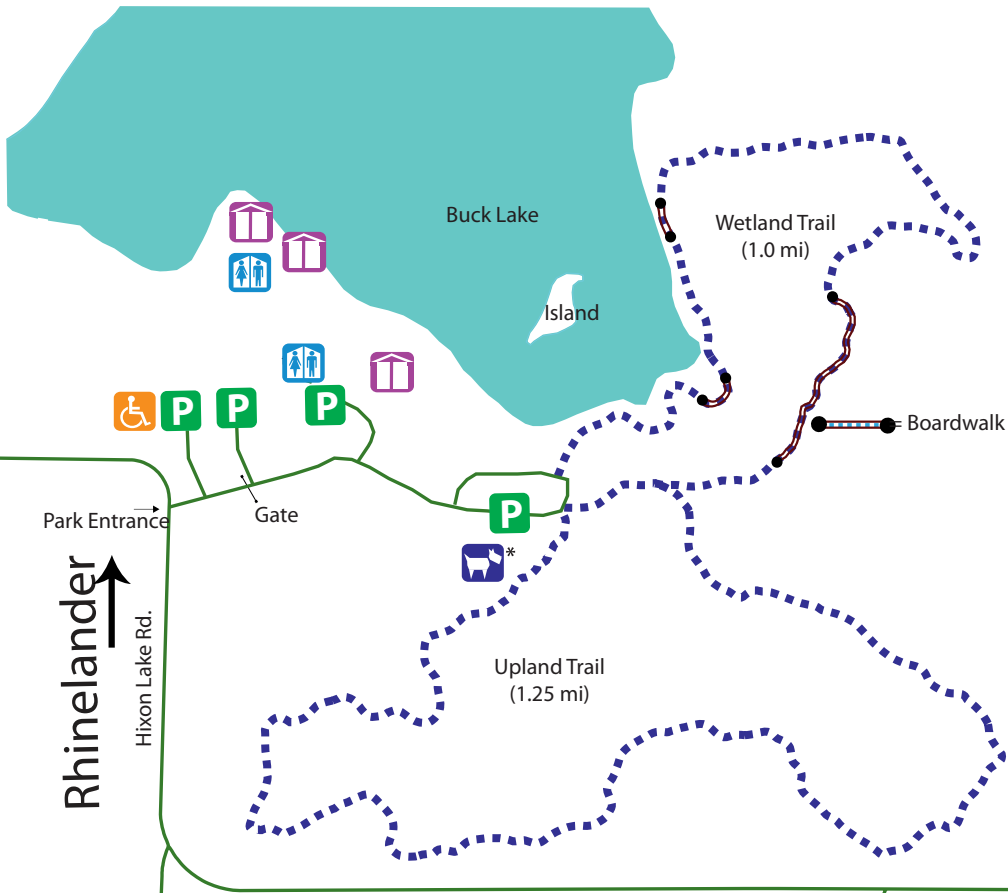 Buck Lake
Wetland Trail
(1.0 mi)
Island
P
P
P
= Boardwalk
Park Entrance
Gate
P
*
Rhinelander
Hixon Lake Rd.
Upland Trail
(1.25 mi)